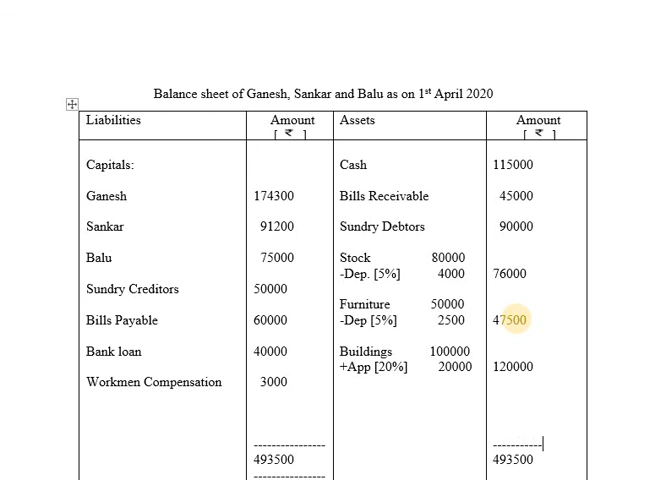 Balance sheet of Ganesh, Sankar and Balu as on 1st April 2020
Liabilities Amount Assets Amount
[ ₹ ] [ ₹ ]
Capitals: Cash 115000
Ganesh 174300 Bills Receivable 45000
Sankar 91200 Sundry Debtors 90000
Balu 75000 Stock 80000
-Dep. [5%] 4000 76000
Sundry Creditors 50000
Furniture 50000
Bills Payable 60000 -Dep [5%] 2500 47500
Bank loan 40000 Buildings 100000
+App [20%] 20000 120000
Workmen Compensation 3000
---------------- -----------
493500 493500
----------------